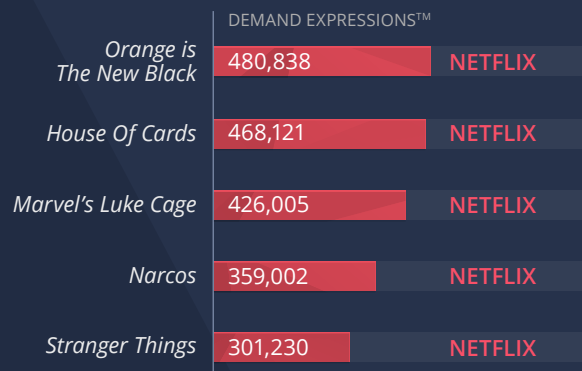 DEMAND EXPRESSIONS™
Orange is
The New Black
480,838
NETFLIX
House Of Cards
468,121
NETFLIX
Marvel’s Luke Cage
426,005
NETFLIX
Narcos
359,002
NETFLIX
Stranger Things
301,230
NETFLIX